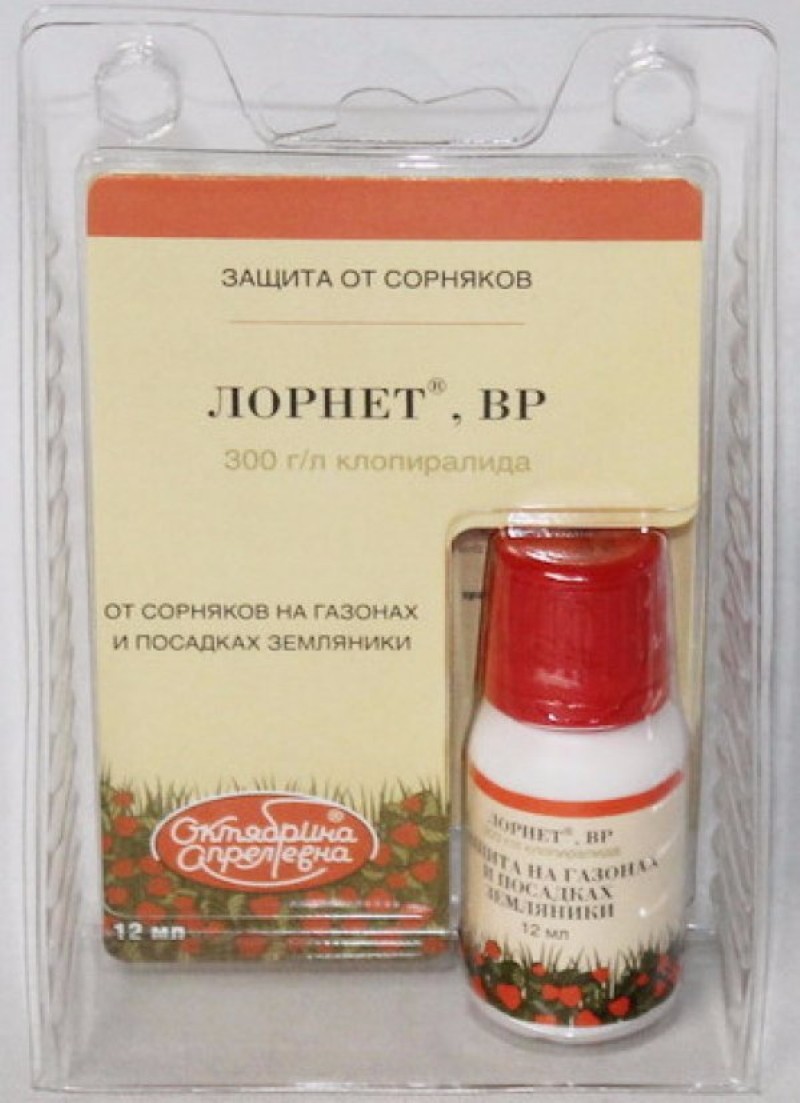 ЗАЩИТА ОТ СОРНЯКОВ
ЛОРНЕТ®, ВР
300 г/л клопиралида
ОТ СОРНЯКОВ НА ГАЗОНАХ
И ПОСАДКАХ ЗЕМЛЯНИКИ
Октябрина®
Апрелевна
12 мл
ЛОРНЕТ®, ВР
клопиралида
НА ГАЗОНАХ
И ПОСАДКАХ
ЗЕМЛЯНИКИ
12 мл